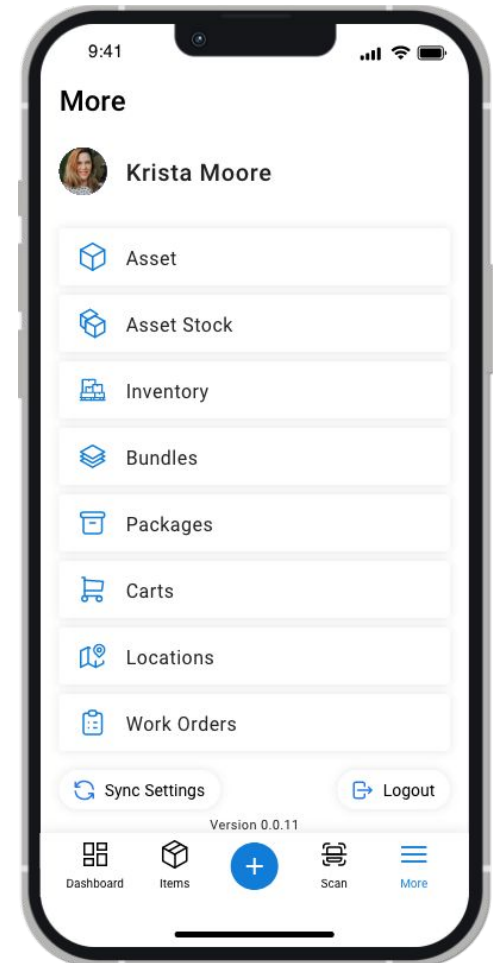 9:41
More
Krista Moore
Asset
Asset Stock
Inventory
Bundles
Packages
Carts
Locations
Work Orders
Sync Settings Logout
Version 0.0.11
Dashboard Items Scan More